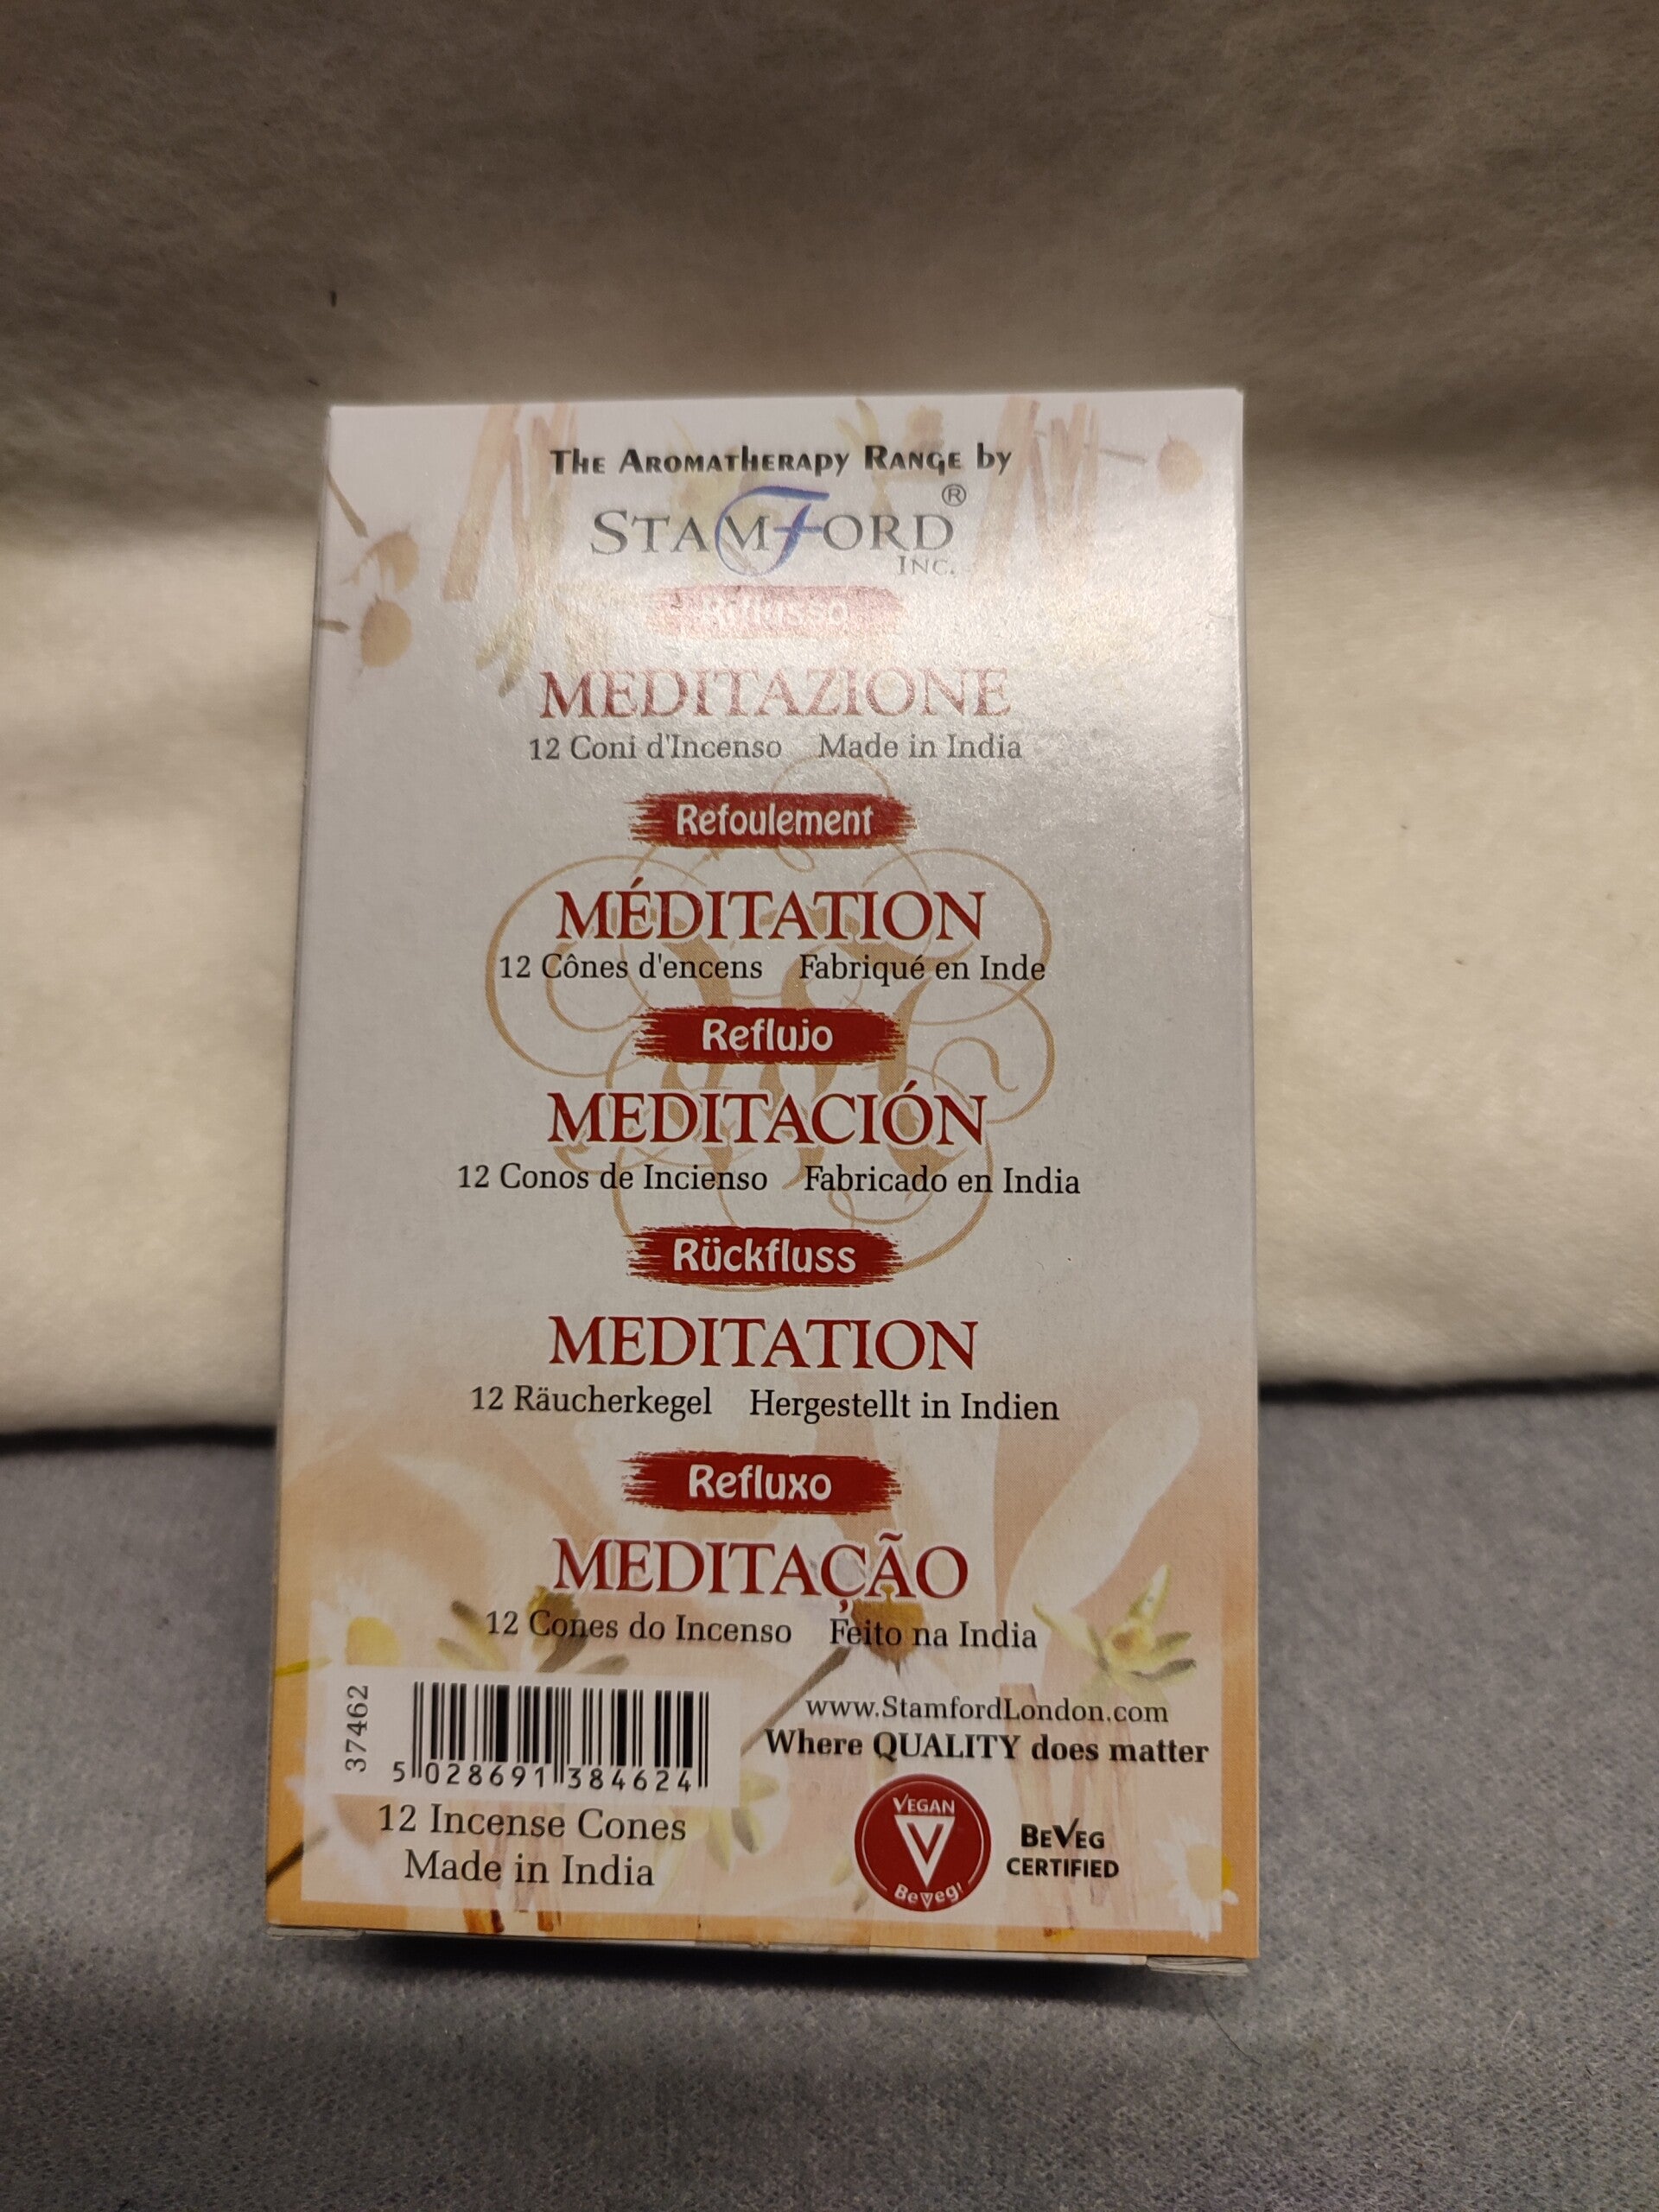 The Aromatherapy Range by
STAMFORD ®
INC.
Riflusso
MEDITAZIONE
12 Coni d'Incenso Made in India
Refoulement
MÉDITATION
12 Cônes d'encens Fabriqué en Inde
Reflujo
MEDITACIÓN
12 Conos de Incienso Fabricado en India
Rückfluss
MEDITATION
12 Räucherkegel Hergestellt in Indien
Refluxo
MEDITAÇÃO
12 Cones do Incenso Feito na India
37462
5 028691 384624
12 Incense Cones
Made in India
www.StamfordLondon.com
Where QUALITY does matter
VEGAN
V
BeVeg!
BEVEG
CERTIFIED